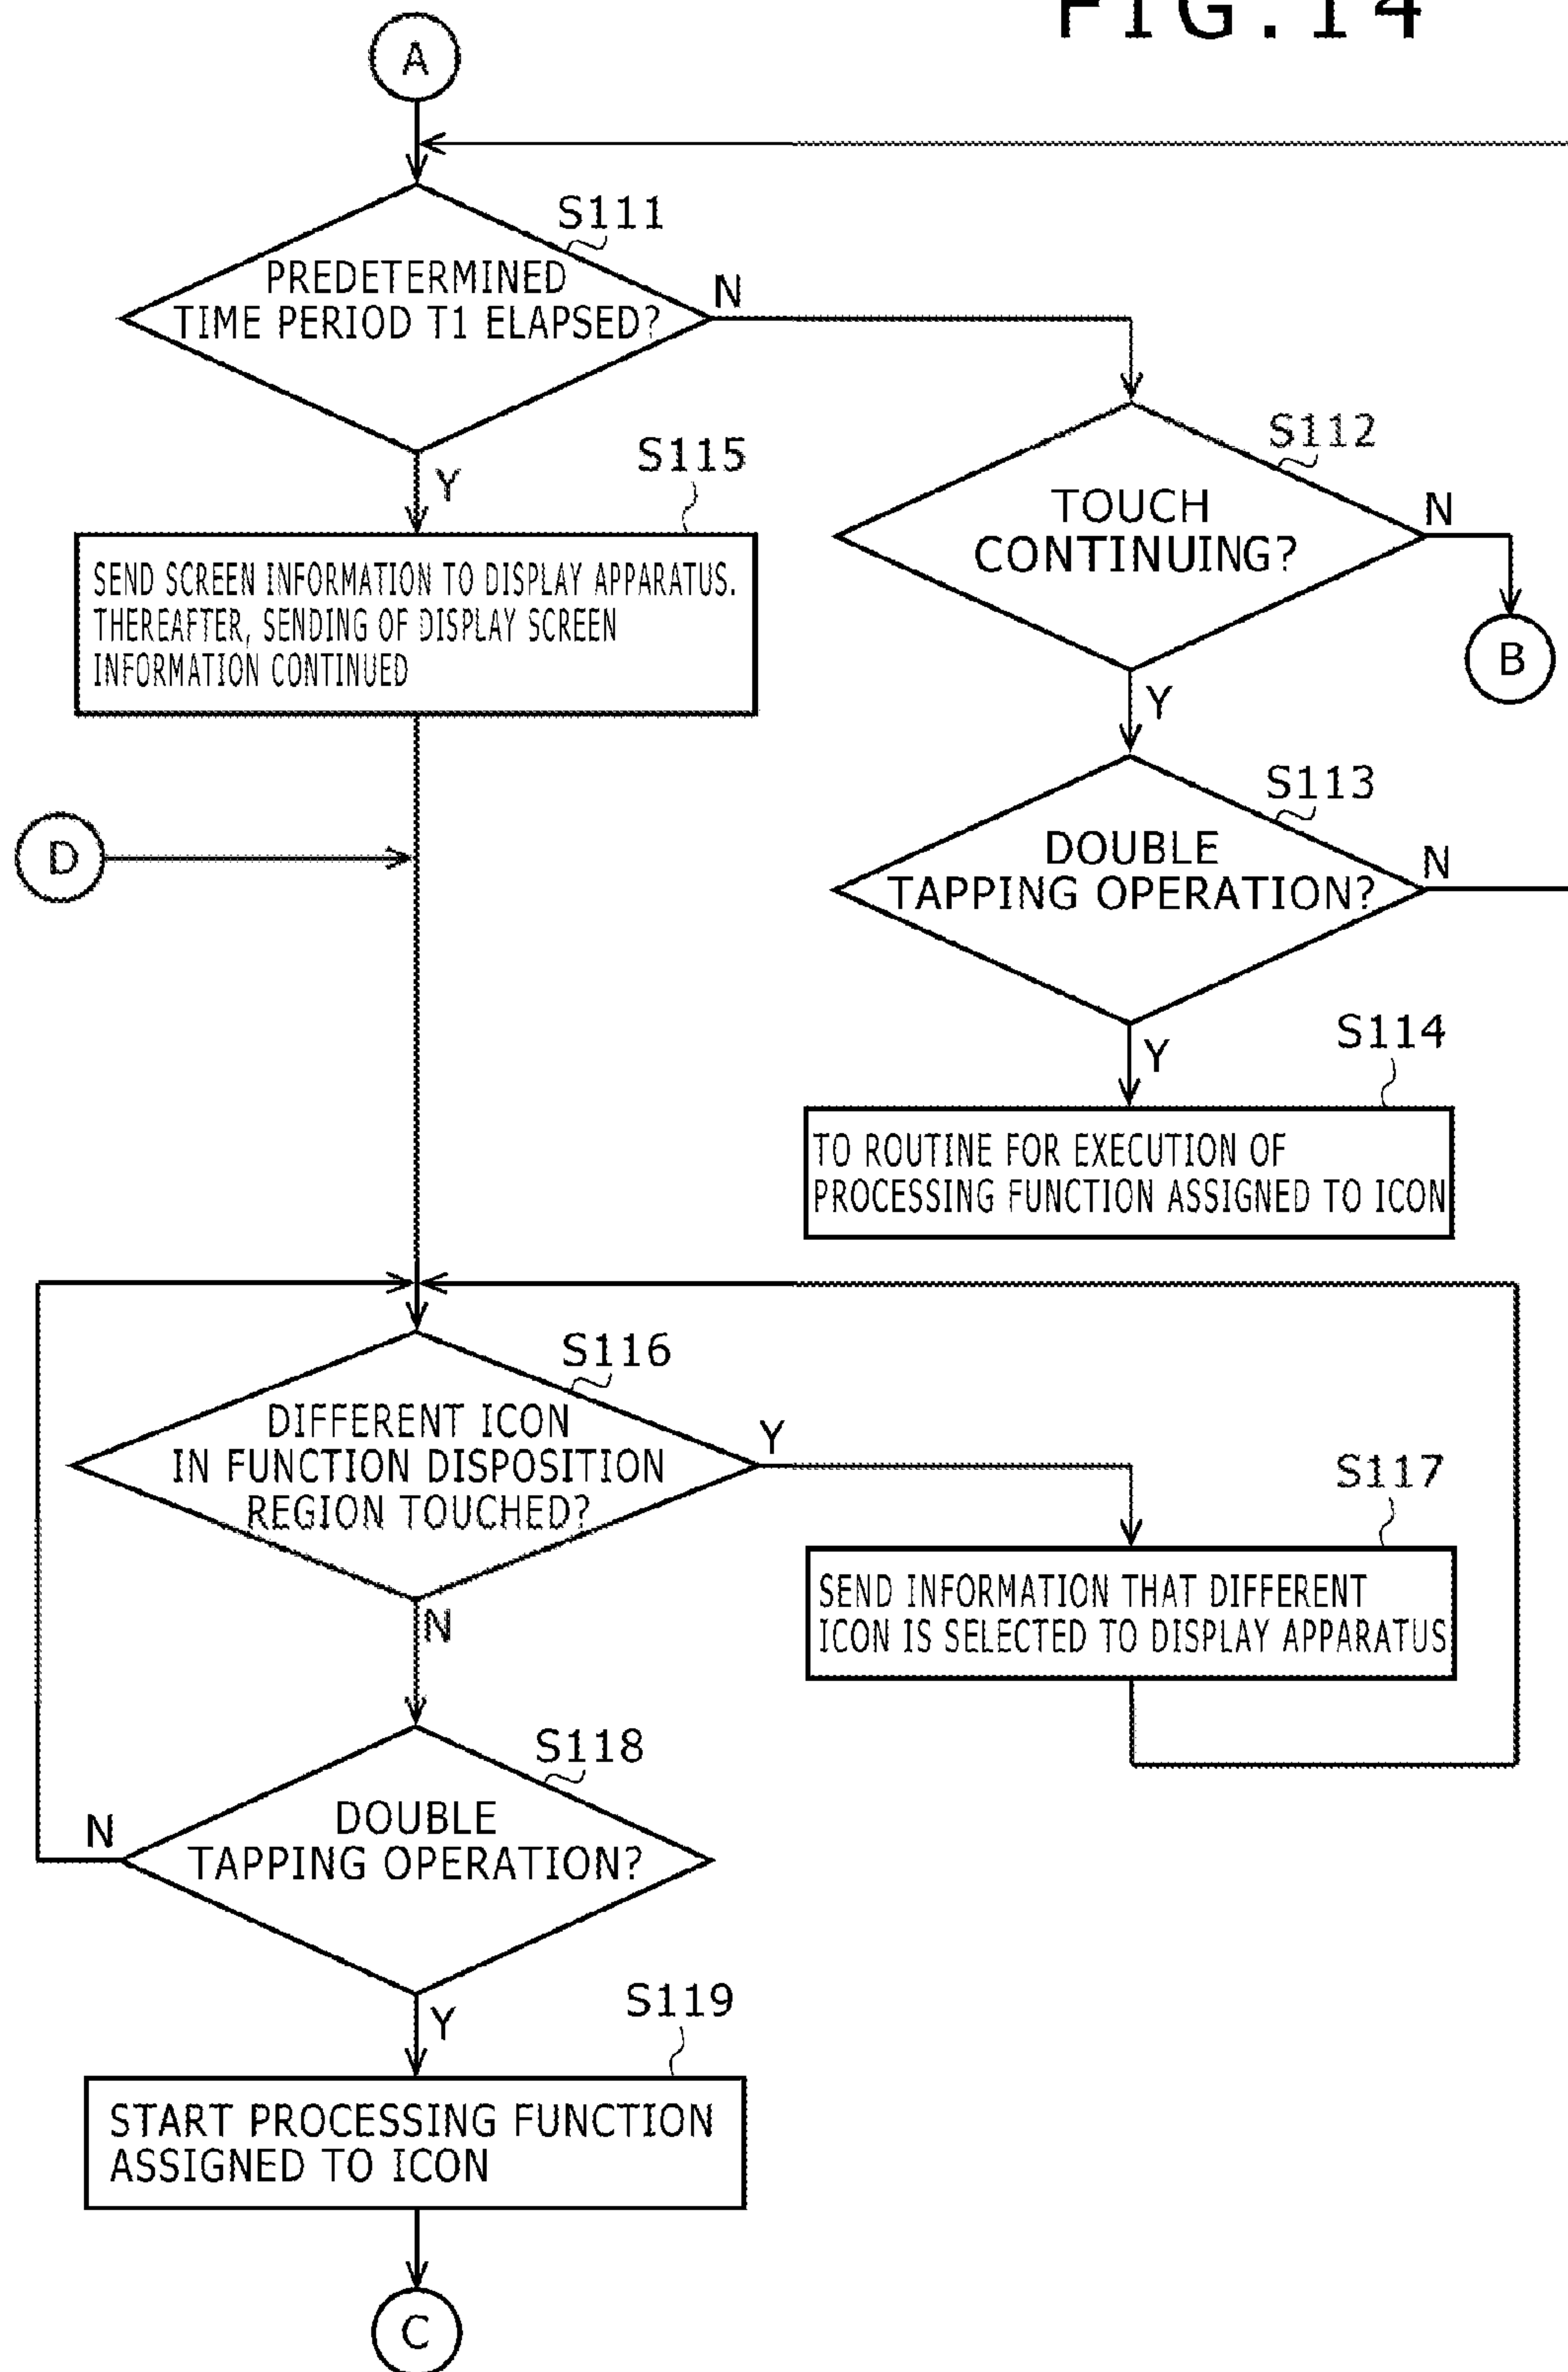 FIG.14
A
S111
PREDETERMINED
TIME PERIOD T1 ELAPSED?
N
Y
S112
TOUCH
CONTINUING?
N
B
Y
S115
SEND SCREEN INFORMATION TO DISPLAY APPARATUS.
THEREAFTER, SENDING OF DISPLAY SCREEN
INFORMATION CONTINUED
S113
DOUBLE
TAPPING OPERATION?
N
Y
D
S114
TO ROUTINE FOR EXECUTION OF
PROCESSING FUNCTION ASSIGNED TO ICON
S116
DIFFERENT ICON
IN FUNCTION DISPOSITION
REGION TOUCHED?
Y
N
S117
SEND INFORMATION THAT DIFFERENT
ICON IS SELECTED TO DISPLAY APPARATUS
S118
DOUBLE
TAPPING OPERATION?
N
Y
S119
START PROCESSING FUNCTION
ASSIGNED TO ICON
C